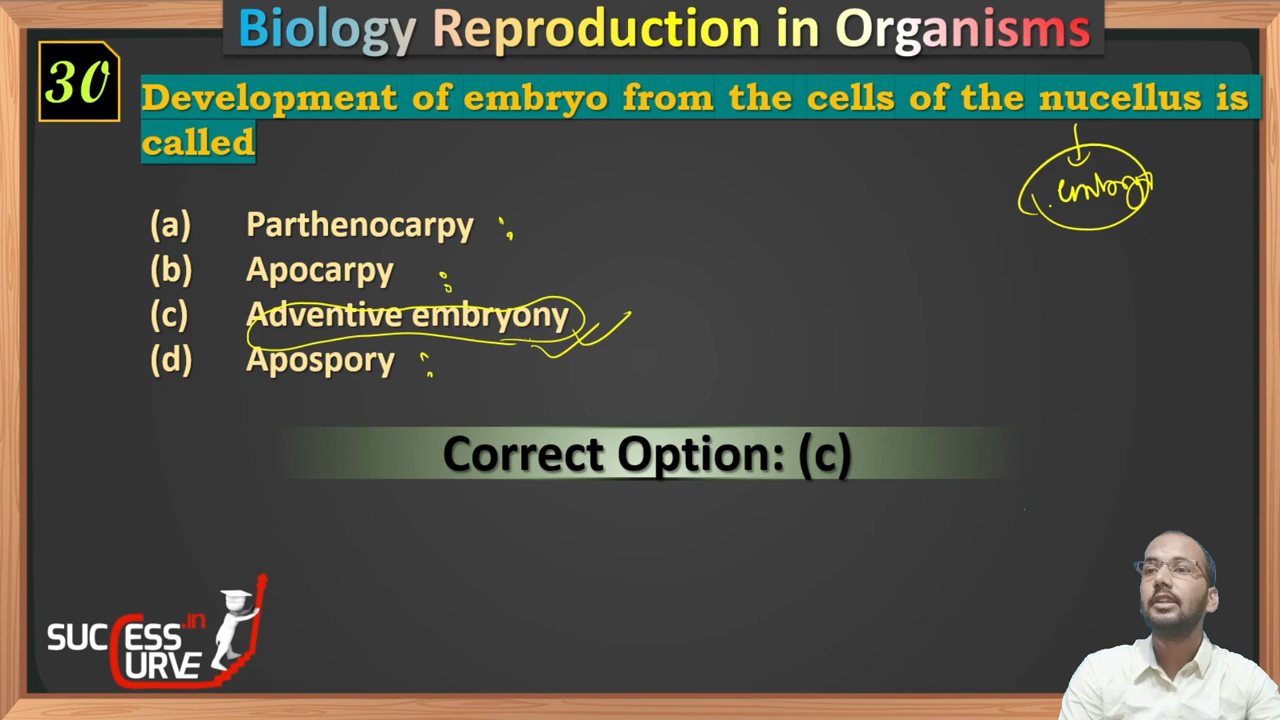 Biology Reproduction in Organisms
30
Development of embryo from the cells of the nucellus is
called
embryo
(a) Parthenocarpy
(b) Apocarpy
(c) Adventive embryony
(d) Apospory
Correct Option: (c)
SUCCESS.in
CURVE